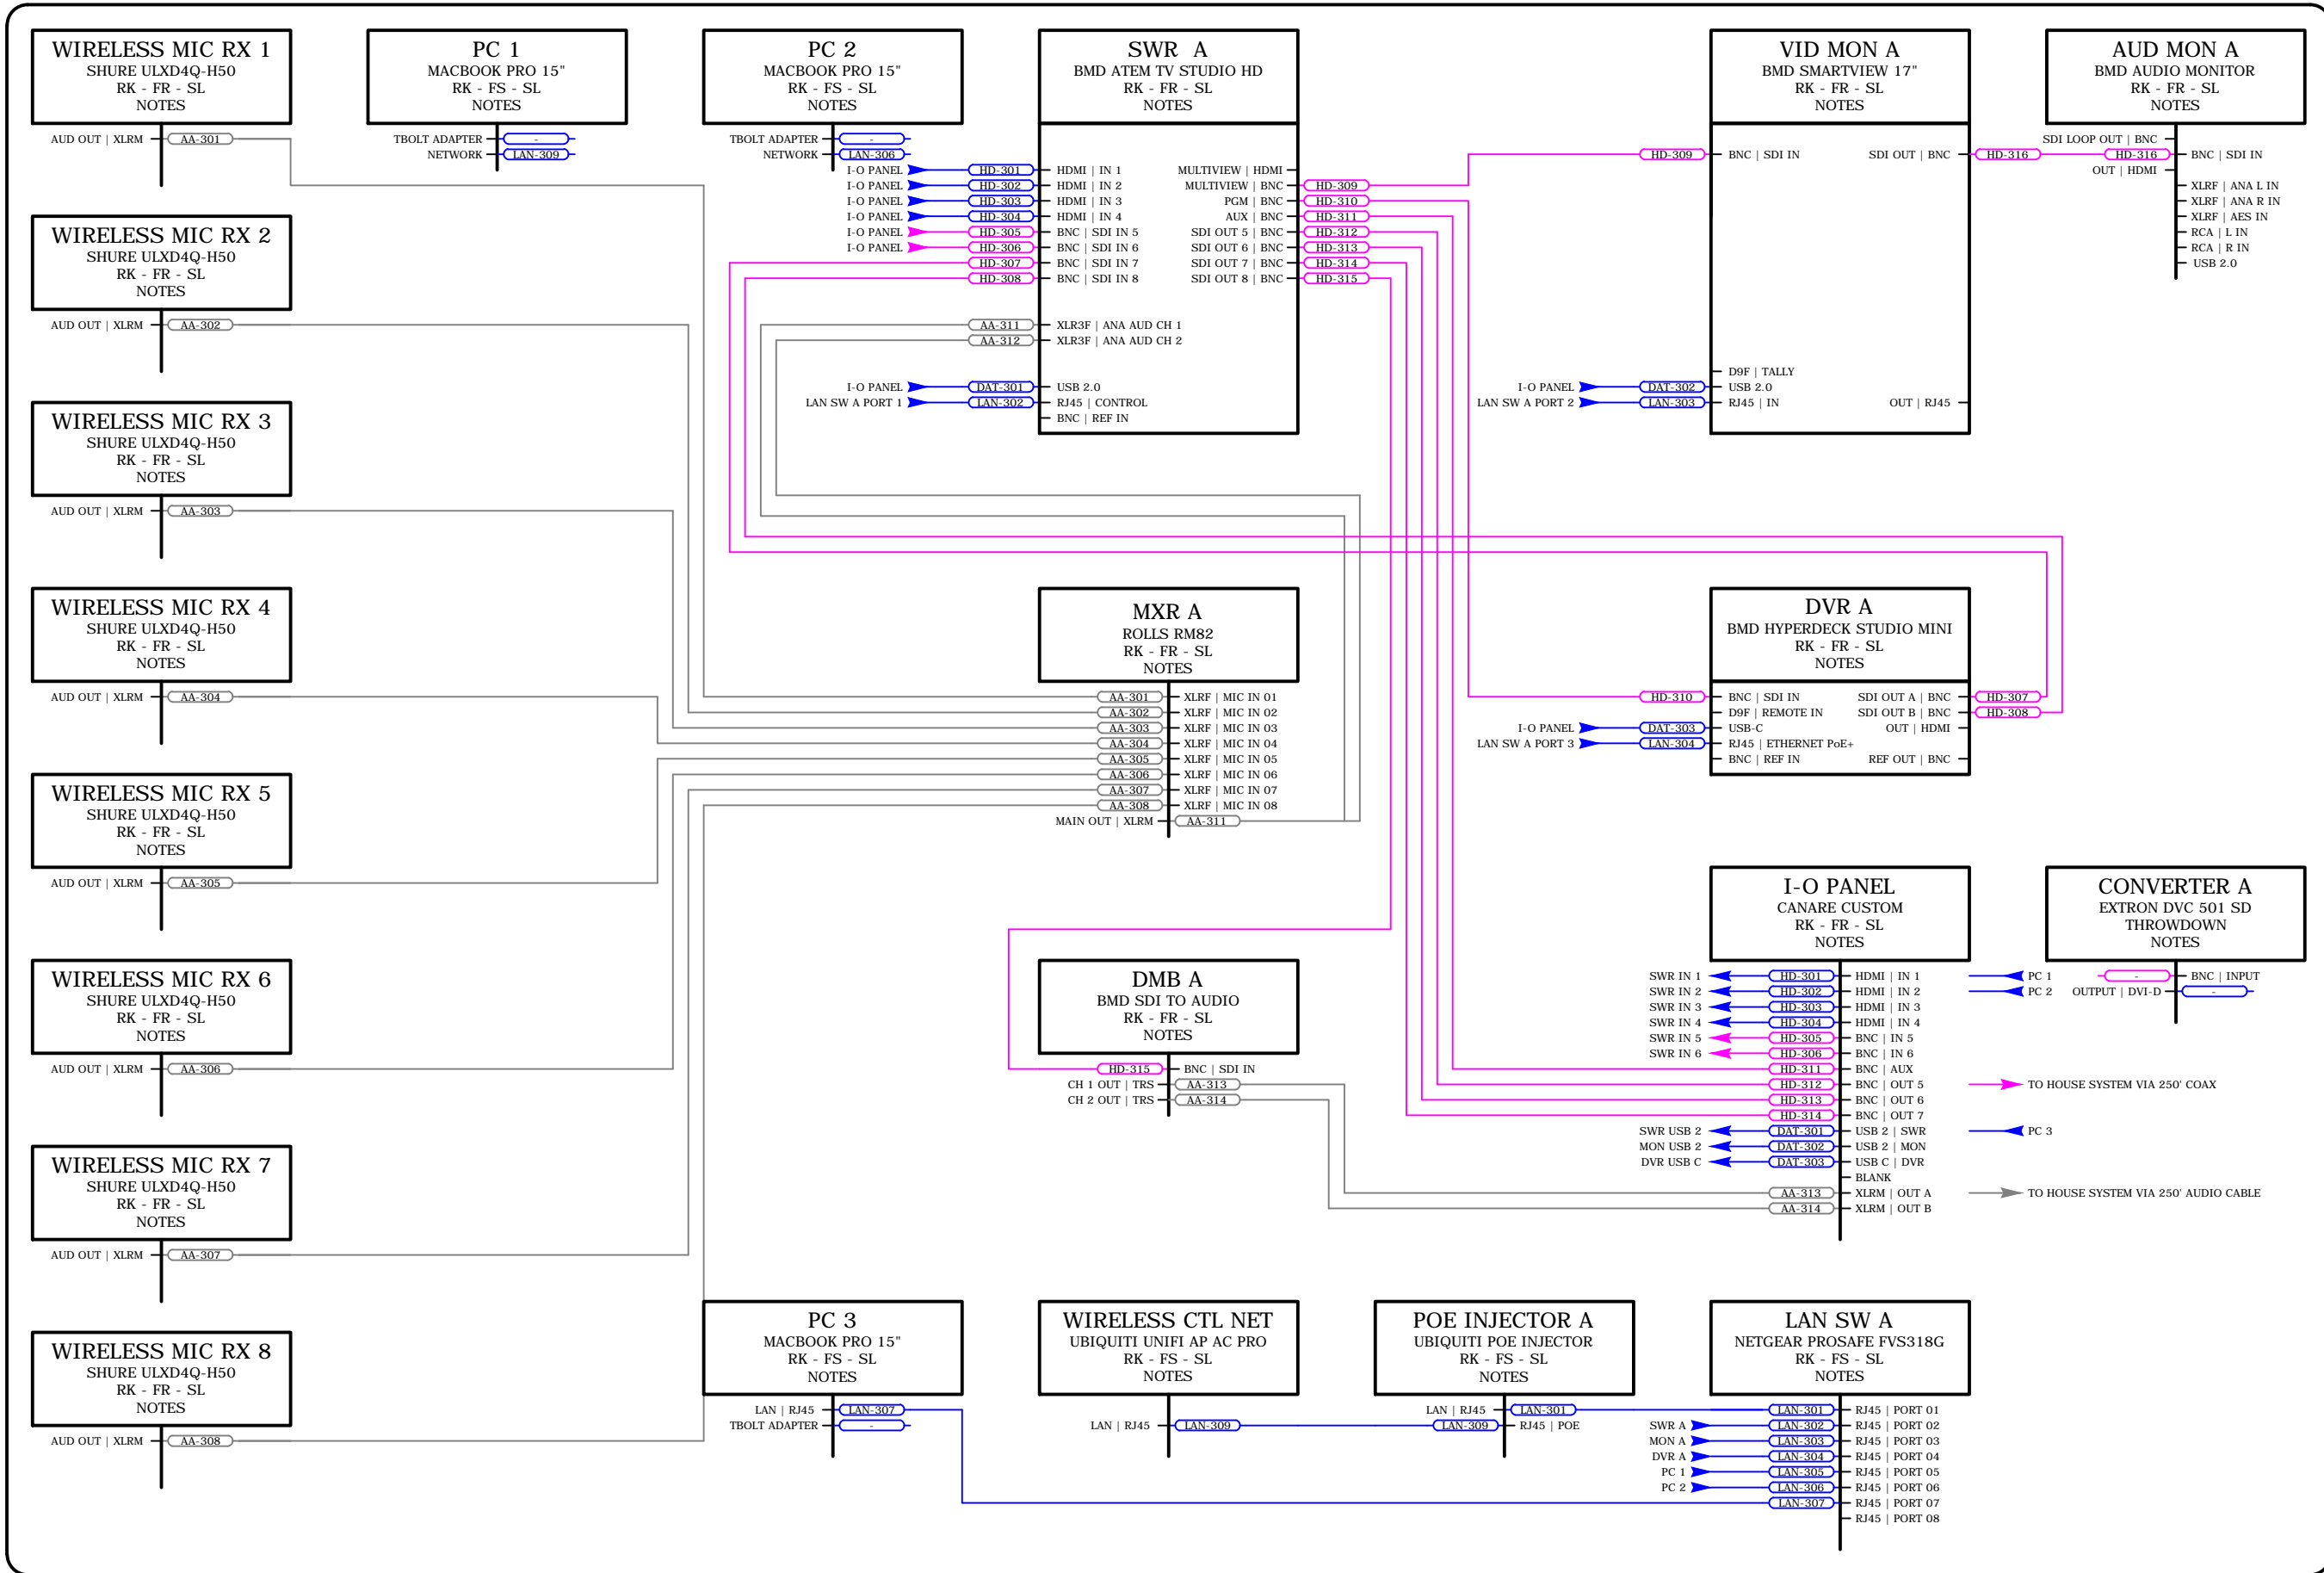 WIRELESS MIC RX 1
SHURE ULXD4Q-H50
RK - FR - SL
NOTES
AUD OUT | XLRM
AA-301
PC 1
MACBOOK PRO 15"
RK - FS - SL
NOTES
TBOLT ADAPTER
-
NETWORK
LAN-309
PC 2
MACBOOK PRO 15"
RK - FS - SL
NOTES
TBOLT ADAPTER
-
NETWORK
LAN-306
SWR A
BMD ATEM TV STUDIO HD
RK - FR - SL
NOTES
I-O PANEL HD-301 HDMI | IN 1
I-O PANEL HD-302 HDMI | IN 2
I-O PANEL HD-303 HDMI | IN 3
I-O PANEL HD-304 HDMI | IN 4
I-O PANEL HD-305 BNC | SDI IN 5
I-O PANEL HD-306 BNC | SDI IN 6
HD-307 BNC | SDI IN 7
HD-308 BNC | SDI IN 8
AA-311 XLR3F | ANA AUD CH 1
AA-312 XLR3F | ANA AUD CH 2
I-O PANEL DAT-301 USB 2.0
LAN SW A PORT 1 LAN-302 RJ45 | CONTROL
BNC | REF IN
MULTIVIEW | HDMI
MULTIVIEW | BNC HD-309
PGM | BNC HD-310
AUX | BNC HD-311
SDI OUT 5 | BNC HD-312
SDI OUT 6 | BNC HD-313
SDI OUT 7 | BNC HD-314
SDI OUT 8 | BNC HD-315
VID MON A
BMD SMARTVIEW 17"
RK - FR - SL
NOTES
HD-309 BNC | SDI IN
SDI OUT | BNC HD-316
D9F | TALLY
I-O PANEL DAT-302 USB 2.0
LAN SW A PORT 2 LAN-303 RJ45 | IN
OUT | RJ45
AUD MON A
BMD AUDIO MONITOR
RK - FR - SL
NOTES
SDI LOOP OUT | BNC
HD-316 BNC | SDI IN
OUT | HDMI
XLRF | ANA L IN
XLRF | ANA R IN
XLRF | AES IN
RCA | L IN
RCA | R IN
USB 2.0
WIRELESS MIC RX 2
SHURE ULXD4Q-H50
RK - FR - SL
NOTES
AUD OUT | XLRM
AA-302
WIRELESS MIC RX 3
SHURE ULXD4Q-H50
RK - FR - SL
NOTES
AUD OUT | XLRM
AA-303
WIRELESS MIC RX 4
SHURE ULXD4Q-H50
RK - FR - SL
NOTES
AUD OUT | XLRM
AA-304
WIRELESS MIC RX 5
SHURE ULXD4Q-H50
RK - FR - SL
NOTES
AUD OUT | XLRM
AA-305
WIRELESS MIC RX 6
SHURE ULXD4Q-H50
RK - FR - SL
NOTES
AUD OUT | XLRM
AA-306
WIRELESS MIC RX 7
SHURE ULXD4Q-H50
RK - FR - SL
NOTES
AUD OUT | XLRM
AA-307
WIRELESS MIC RX 8
SHURE ULXD4Q-H50
RK - FR - SL
NOTES
AUD OUT | XLRM
AA-308
MXR A
ROLLS RM82
RK - FR - SL
NOTES
AA-301 XLRF | MIC IN 01
AA-302 XLRF | MIC IN 02
AA-303 XLRF | MIC IN 03
AA-304 XLRF | MIC IN 04
AA-305 XLRF | MIC IN 05
AA-306 XLRF | MIC IN 06
AA-307 XLRF | MIC IN 07
AA-308 XLRF | MIC IN 08
MAIN OUT | XLRM AA-311
DVR A
BMD HYPERDECK STUDIO MINI
RK - FR - SL
NOTES
HD-310 BNC | SDI IN
D9F | REMOTE IN
I-O PANEL DAT-303 USB-C
LAN SW A PORT 3 LAN-304 RJ45 | ETHERNET PoE+
BNC | REF IN
SDI OUT A | BNC HD-307
SDI OUT B | BNC HD-308
OUT | HDMI
REF OUT | BNC
DMB A
BMD SDI TO AUDIO
RK - FR - SL
NOTES
HD-315 BNC | SDI IN
CH 1 OUT | TRS AA-313
CH 2 OUT | TRS AA-314
I-O PANEL
CANARE CUSTOM
RK - FR - SL
NOTES
SWR IN 1 HD-301 HDMI | IN 1 PC 1
SWR IN 2 HD-302 HDMI | IN 2 PC 2
SWR IN 3 HD-303 HDMI | IN 3
SWR IN 4 HD-304 HDMI | IN 4
SWR IN 5 HD-305 BNC | IN 5
SWR IN 6 HD-306 BNC | IN 6
HD-311 BNC | AUX
HD-312 BNC | OUT 5 TO HOUSE SYSTEM VIA 250' COAX
HD-313 BNC | OUT 6
HD-314 BNC | OUT 7
SWR USB 2 DAT-301 USB 2 | SWR PC 3
MON USB 2 DAT-302 USB 2 | MON
DVR USB C DAT-303 USB C | DVR
BLANK
AA-313 XLRM | OUT A TO HOUSE SYSTEM VIA 250' AUDIO CABLE
AA-314 XLRM | OUT B
CONVERTER A
EXTRON DVC 501 SD
THROWDOWN
NOTES
- BNC | INPUT
OUTPUT | DVI-D -
PC 3
MACBOOK PRO 15"
RK - FS - SL
NOTES
LAN | RJ45 LAN-307
TBOLT ADAPTER -
WIRELESS CTL NET
UBIQUITI UNIFI AP AC PRO
RK - FS - SL
NOTES
LAN | RJ45 LAN-309
POE INJECTOR A
UBIQUITI POE INJECTOR
RK - FS - SL
NOTES
LAN | RJ45 LAN-301
LAN-309 RJ45 | POE
LAN SW A
NETGEAR PROSAFE FVS318G
RK - FS - SL
NOTES
LAN-301 RJ45 | PORT 01
SWR A LAN-302 RJ45 | PORT 02
MON A LAN-303 RJ45 | PORT 03
DVR A LAN-304 RJ45 | PORT 04
PC 1 LAN-305 RJ45 | PORT 05
PC 2 LAN-306 RJ45 | PORT 06
LAN-307 RJ45 | PORT 07
RJ45 | PORT 08